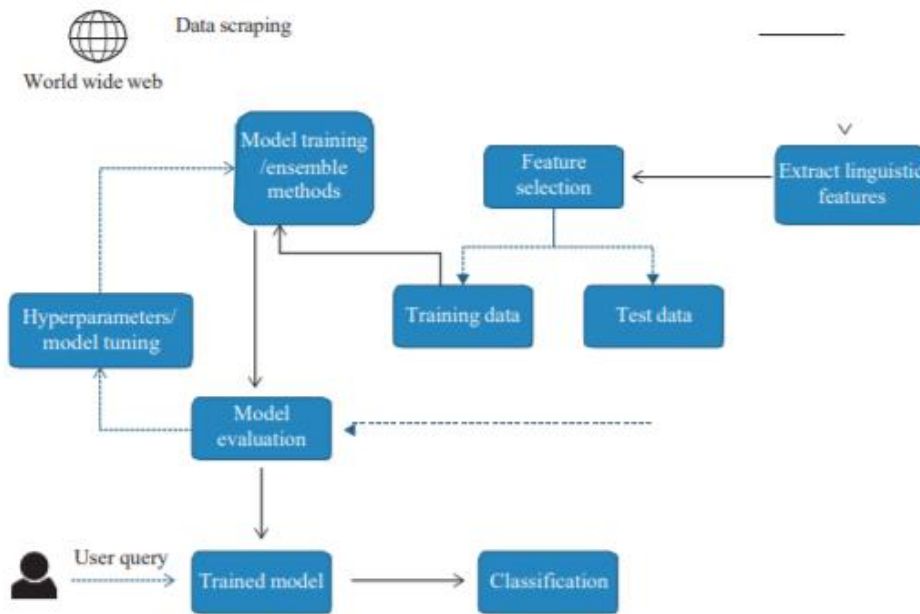 Data scraping
World wide web
Model training
/ensemble
methods
Feature
selection
Extract linguistic
features
Hyperparameters/
model tuning
Training data
Test data
Model
evaluation
User query
Trained model
Classification